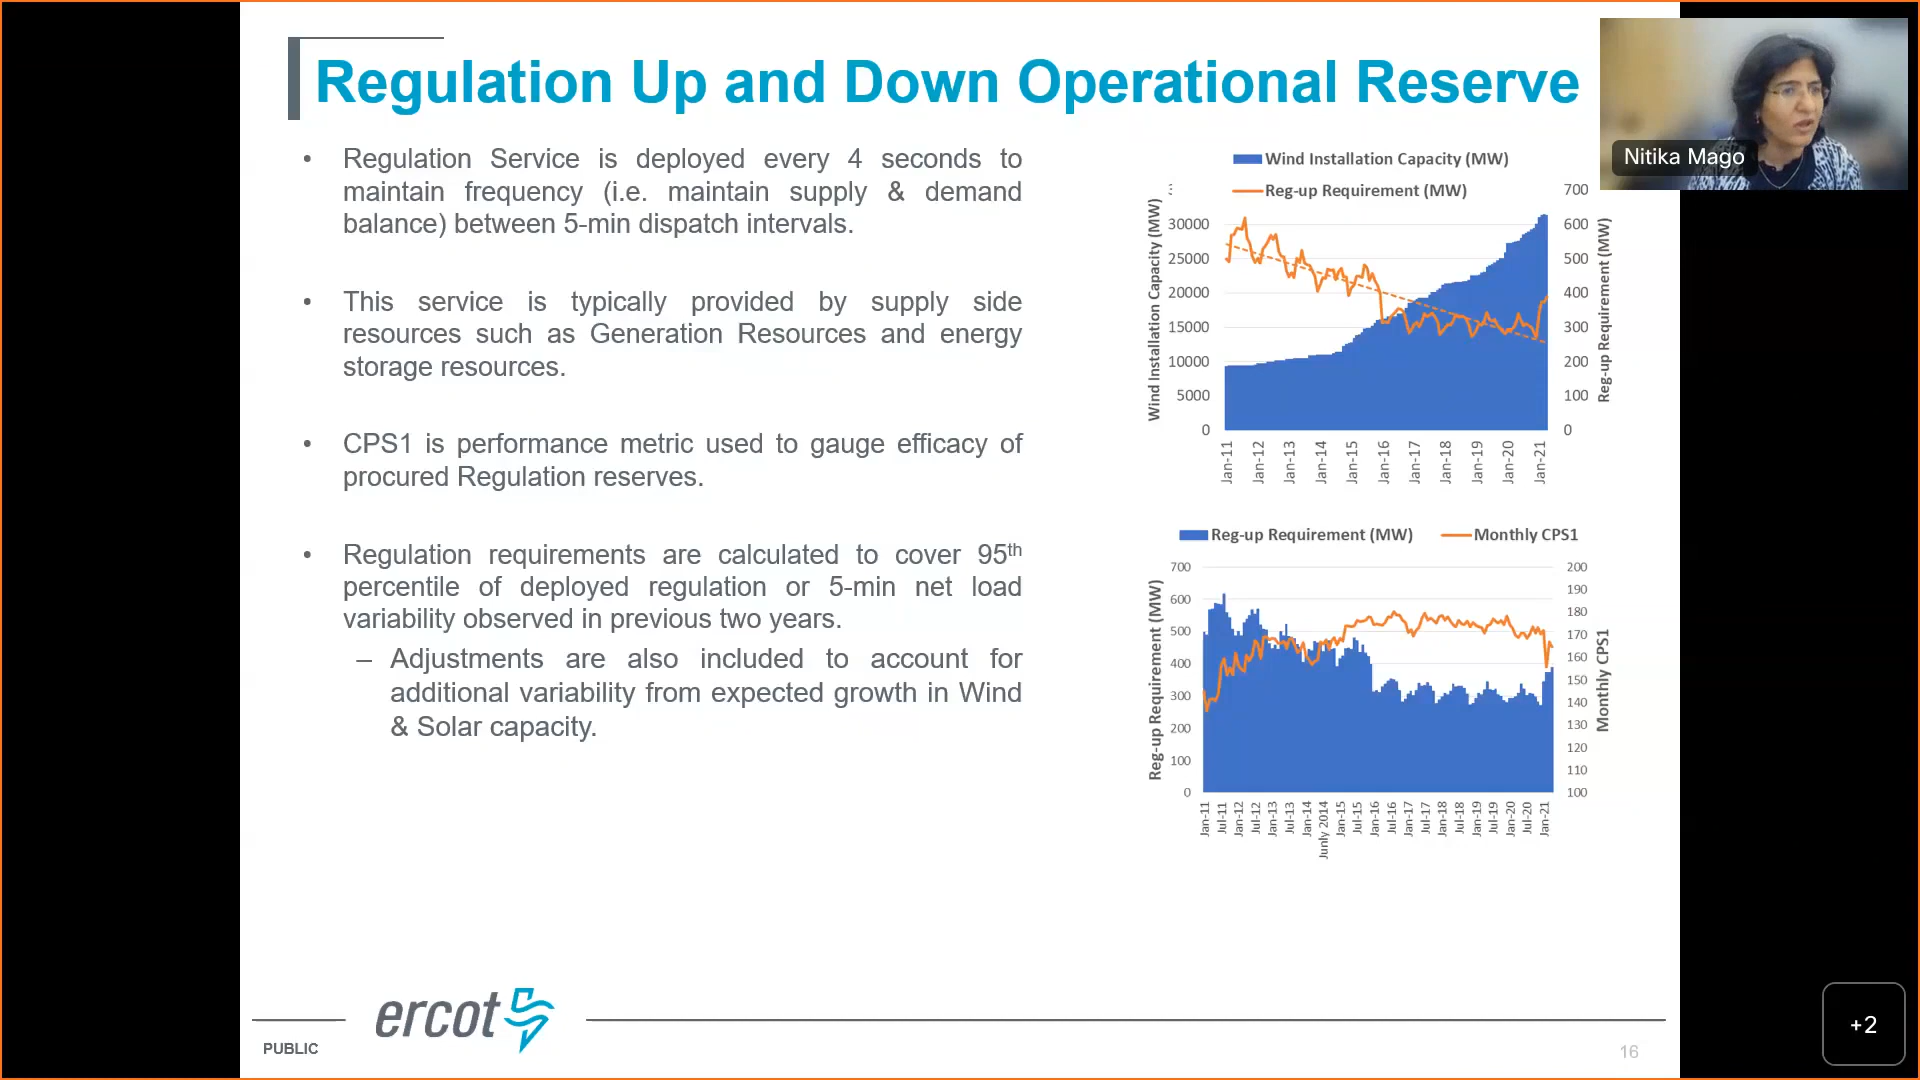 Regulation Up and Down Operational Reserve
Nitika Mago
• Regulation Service is deployed every 4 seconds to
maintain frequency (i.e. maintain supply & demand
balance) between 5-min dispatch intervals.
• This service is typically provided by supply side
resources such as Generation Resources and energy
storage resources.
• CPS1 is performance metric used to gauge efficacy of
procured Regulation reserves.
• Regulation requirements are calculated to cover 95th
percentile of deployed regulation or 5-min net load
variability observed in previous two years.
– Adjustments are also included to account for
additional variability from expected growth in Wind
& Solar capacity.
Wind Installation Capacity (MW)
Reg-up Requirement (MW)
Wind Installation Capacity (MW)
30000
25000
20000
15000
10000
5000
0
700
600
500
400
300
200
100
0
Reg-up Requirement (MW)
Jan-11 Jan-12 Jan-13 Jan-14 Jan-15 Jan-16 Jan-17 Jan-18 Jan-19 Jan-20 Jan-21
Reg-up Requirement (MW) Monthly CPS1
Reg-up Requirement (MW)
700
600
500
400
300
200
100
0
200
190
180
170
160
150
140
130
120
110
100
Monthly CPS1
Jan-11 Jul-11 Jan-12 Jul-12 Jan-13 Jul-13 Jan-14 Junly 2014 Jan-15 Jul-15 Jan-16 Jul-16 Jan-17 Jul-17 Jan-18 Jul-18 Jan-19 Jul-19 Jan-20 Jul-20 Jan-21
ercot
PUBLIC
16
+2